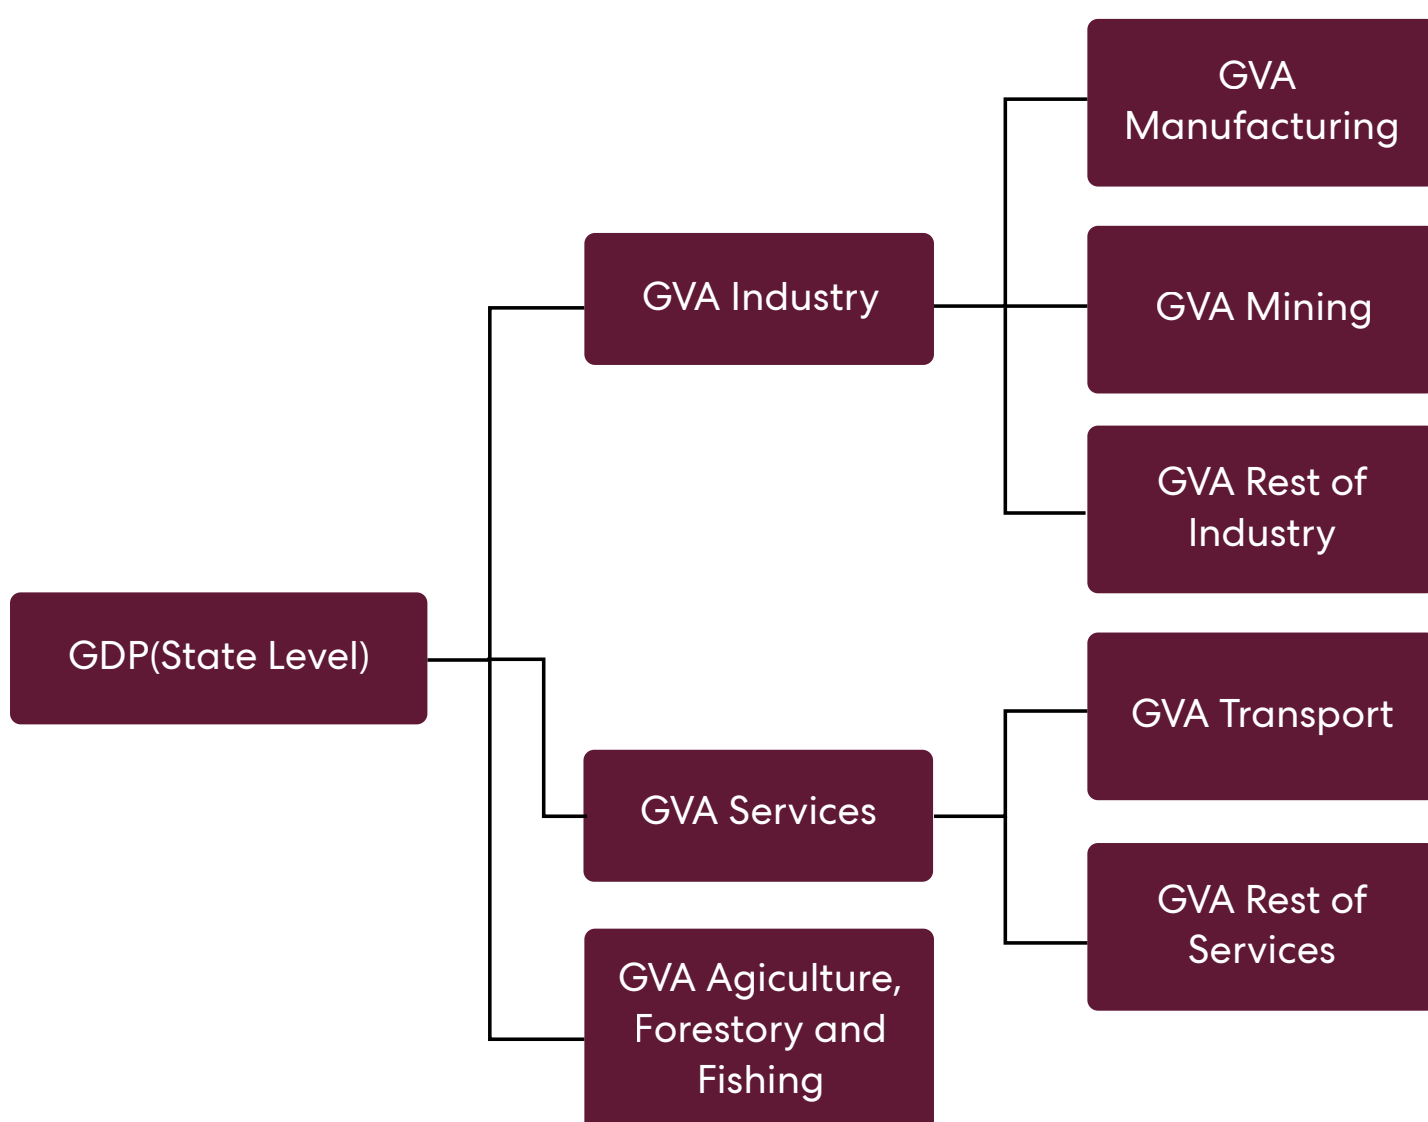 GVA
Manufacturing
GVA Industry
GVA Mining
GVA Rest of
Industry
GDP(State Level)
GVA Transport
GVA Services
GVA Rest of
Services
GVA Agiculture,
Forestory and
Fishing